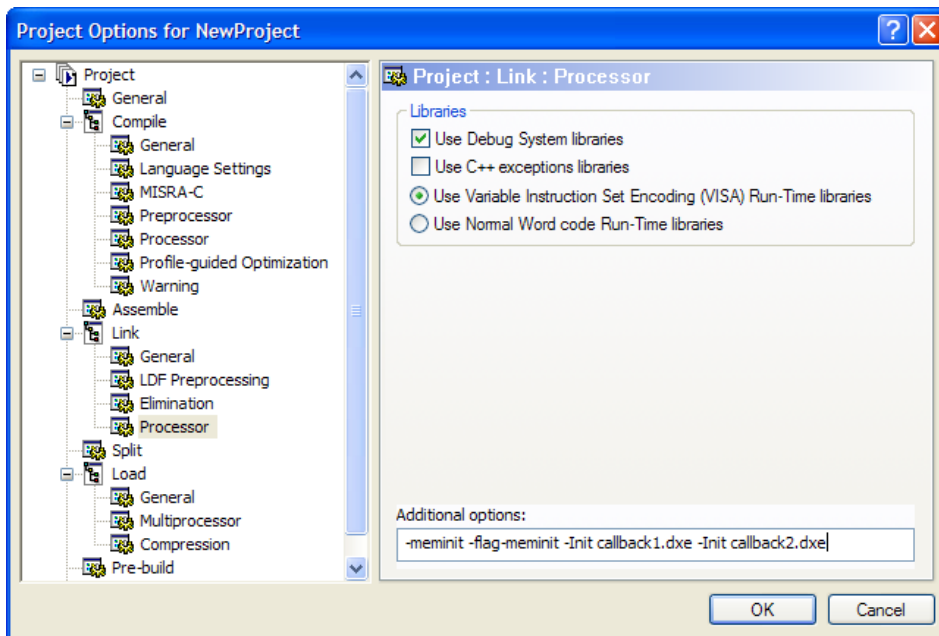 Project Options for NewProject
Project
General
Compile
General
Language Settings
MISRA-C
Preprocessor
Processor
Profile-guided Optimization
Warning
Assemble
Link
General
LDF Preprocessing
Elimination
Processor
Split
Load
General
Multiprocessor
Compression
Pre-build
Project : Link : Processor
Libraries
Use Debug System libraries
Use C++ exceptions libraries
Use Variable Instruction Set Encoding (VISA) Run-Time libraries
Use Normal Word code Run-Time libraries
Additional options:
-meminit -flag-meminit -Init callback1.dxe -Init callback2.dxe
OK
Cancel